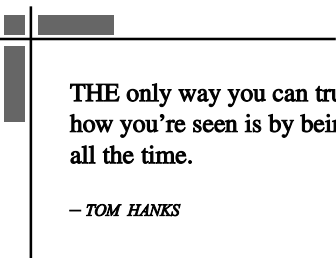 THE only way you can tru
how you're seen is by bein
all the time.
– TOM HANKS